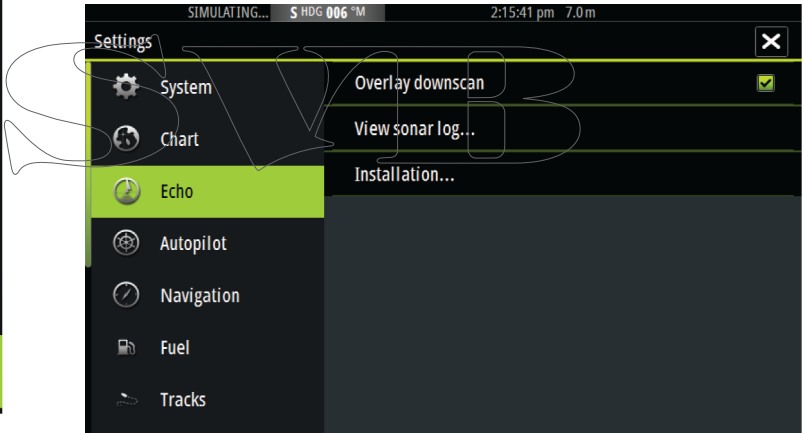 SIMULATING... S HDG 006 °M 2:15:41 pm 7.0 m
Settings
System
Chart
Echo
Autopilot
Navigation
Fuel
Tracks
Overlay downscan
View sonar log...
Installation...